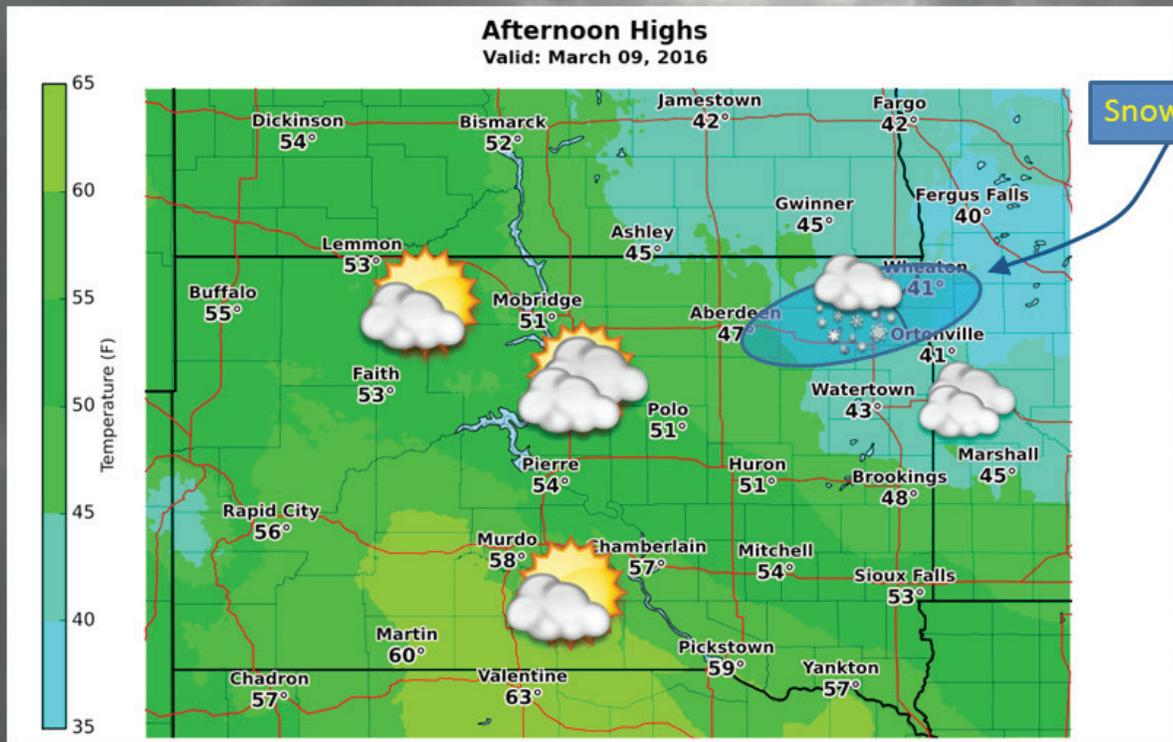 Afternoon Highs
Valid: March 09, 2016
65
60
55
50
45
40
35
Temperature (F)
Snow
Dickinson
54°
Bismarck
52°
Jamestown
42°
Fargo
42°
Gwinner
45°
Fergus Falls
40°
Ashley
45°
Lemmon
53°
Wheaton
41°
Buffalo
55°
Mobridge
51°
Aberdeen
47°
Ortonville
41°
Faith
53°
Watertown
43°
Polo
51°
Marshall
45°
Pierre
54°
Huron
51°
Brookings
48°
Rapid City
56°
Murdo
58°
Chamberlain
57°
Mitchell
54°
Sioux Falls
53°
Martin
60°
Pickstown
59°
Yankton
57°
Chadron
57°
Valentine
63°